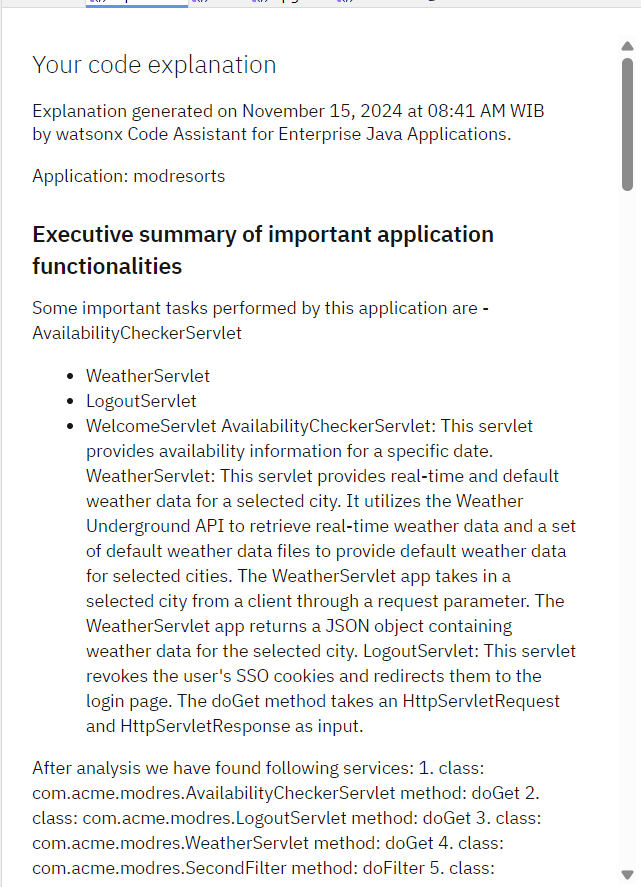 Your code explanation
Explanation generated on November 15, 2024 at 08:41 AM WIB
by watsonx Code Assistant for Enterprise Java Applications.
Application: modresorts
Executive summary of important application
functionalities
Some important tasks performed by this application are -
AvailabilityCheckerServlet
• WeatherServlet
• LogoutServlet
• WelcomeServlet AvailabilityCheckerServlet: This servlet
provides availability information for a specific date.
WeatherServlet: This servlet provides real-time and default
weather data for a selected city. It utilizes the Weather
Underground API to retrieve real-time weather data and a set
of default weather data files to provide default weather data
for selected cities. The WeatherServlet app takes in a
selected city from a client through a request parameter. The
WeatherServlet app returns a JSON object containing
weather data for the selected city. LogoutServlet: This servlet
revokes the user's SSO cookies and redirects them to the
login page. The doGet method takes an HttpServletRequest
and HttpServletResponse as input.
After analysis we have found following services: 1. class:
com.acme.modres.AvailabilityCheckerServlet method: doGet 2.
class: com.acme.modres.LogoutServlet method: doGet 3. class:
com.acme.modres.WeatherServlet method: doGet 4. class:
com.acme.modres.SecondFilter method: doFilter 5. class: